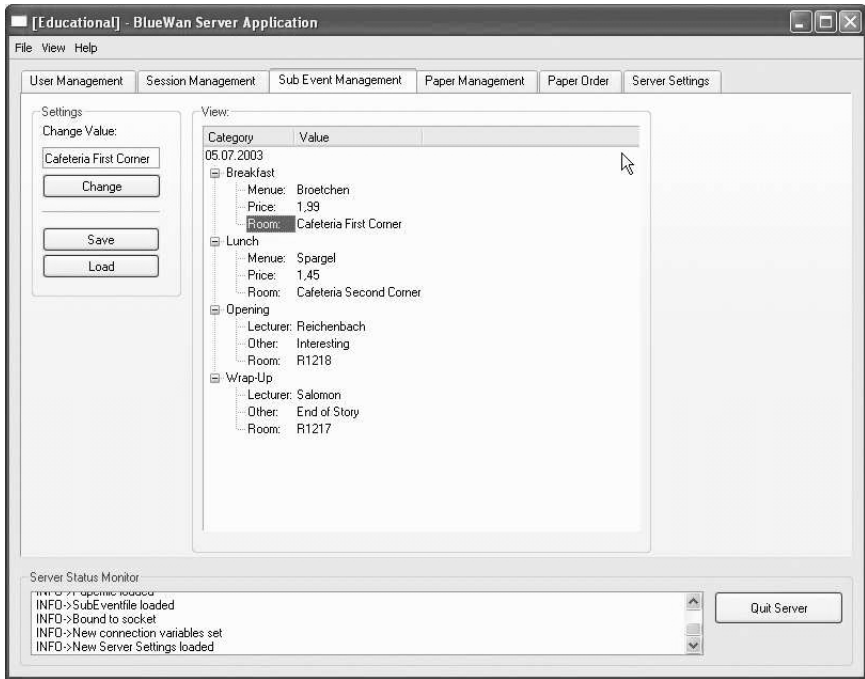 [Educational] - BlueWan Server Application
File View Help
User Management Session Management Sub Event Management Paper Management Paper Order Server Settings
Settings
Change Value:
Cafeteria First Corner
Change
Save
Load
View:
Category Value
05.07.2003
Breakfast
Menue: Broetchen
Price: 1,99
Room: Cafeteria First Corner
Lunch
Menue: Spargel
Price: 1,45
Room: Cafeteria Second Corner
Opening
Lecturer: Reichenbach
Other: Interesting
Room: R1218
Wrap-Up
Lecturer: Salomon
Other: End of Story
Room: R1217
Server Status Monitor
loaded
INFO->SubEventfile loaded
INFO->Bound to socket
INFO->New connection variables set
INFO->New Server Settings loaded
Quit Server